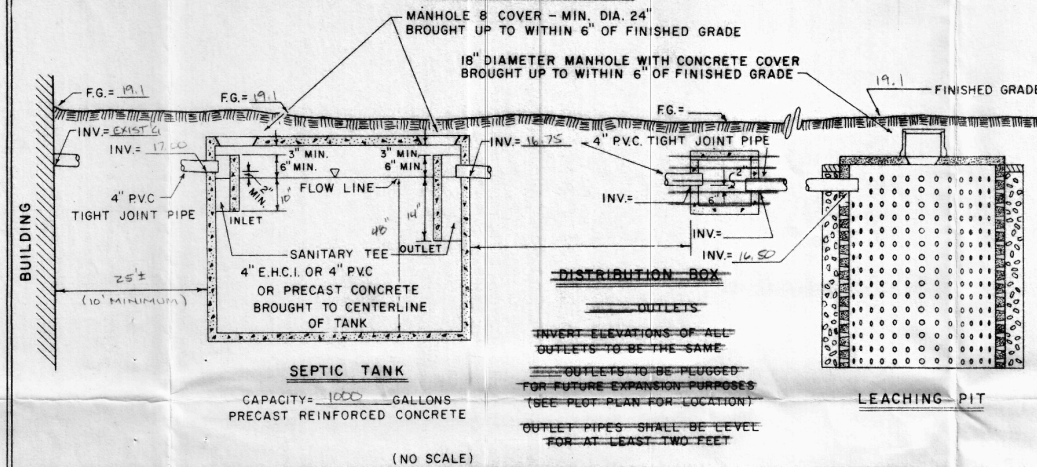 MANHOLE 8 COVER - MIN. DIA. 24"
BROUGHT UP TO WITHIN 6" OF FINISHED GRADE
18" DIAMETER MANHOLE WITH CONCRETE COVER
BROUGHT UP TO WITHIN 6" OF FINISHED GRADE
F.G. = 19.1
F.G. = 19.1
F.G. =
19.1
FINISHED GRADE
INV. = EXIST'G
INV. = 17.00
3" MIN.
6" MIN.
3" MIN.
6" MIN.
INV. = 16.75
4" P.V.C. TIGHT JOINT PIPE
2"
6"
FLOW LINE
2" MIN.
10"
14"
48"
4" P.V.C
TIGHT JOINT PIPE
INLET
OUTLET
INV. =
INV. =
INV. = 16.50
BUILDING
25'±
(10' MINIMUM)
SANITARY TEE
4" E.H.C.I. OR 4" P.V.C
OR PRECAST CONCRETE
BROUGHT TO CENTERLINE
OF TANK
DISTRIBUTION BOX
OUTLETS
INVERT ELEVATIONS OF ALL
OUTLETS TO BE THE SAME
OUTLETS TO BE PLUGGED
FOR FUTURE EXPANSION PURPOSES
(SEE PLOT PLAN FOR LOCATION)
OUTLET PIPES SHALL BE LEVEL
FOR AT LEAST TWO FEET
SEPTIC TANK
CAPACITY = 1000 GALLONS
PRECAST REINFORCED CONCRETE
LEACHING PIT
(NO SCALE)